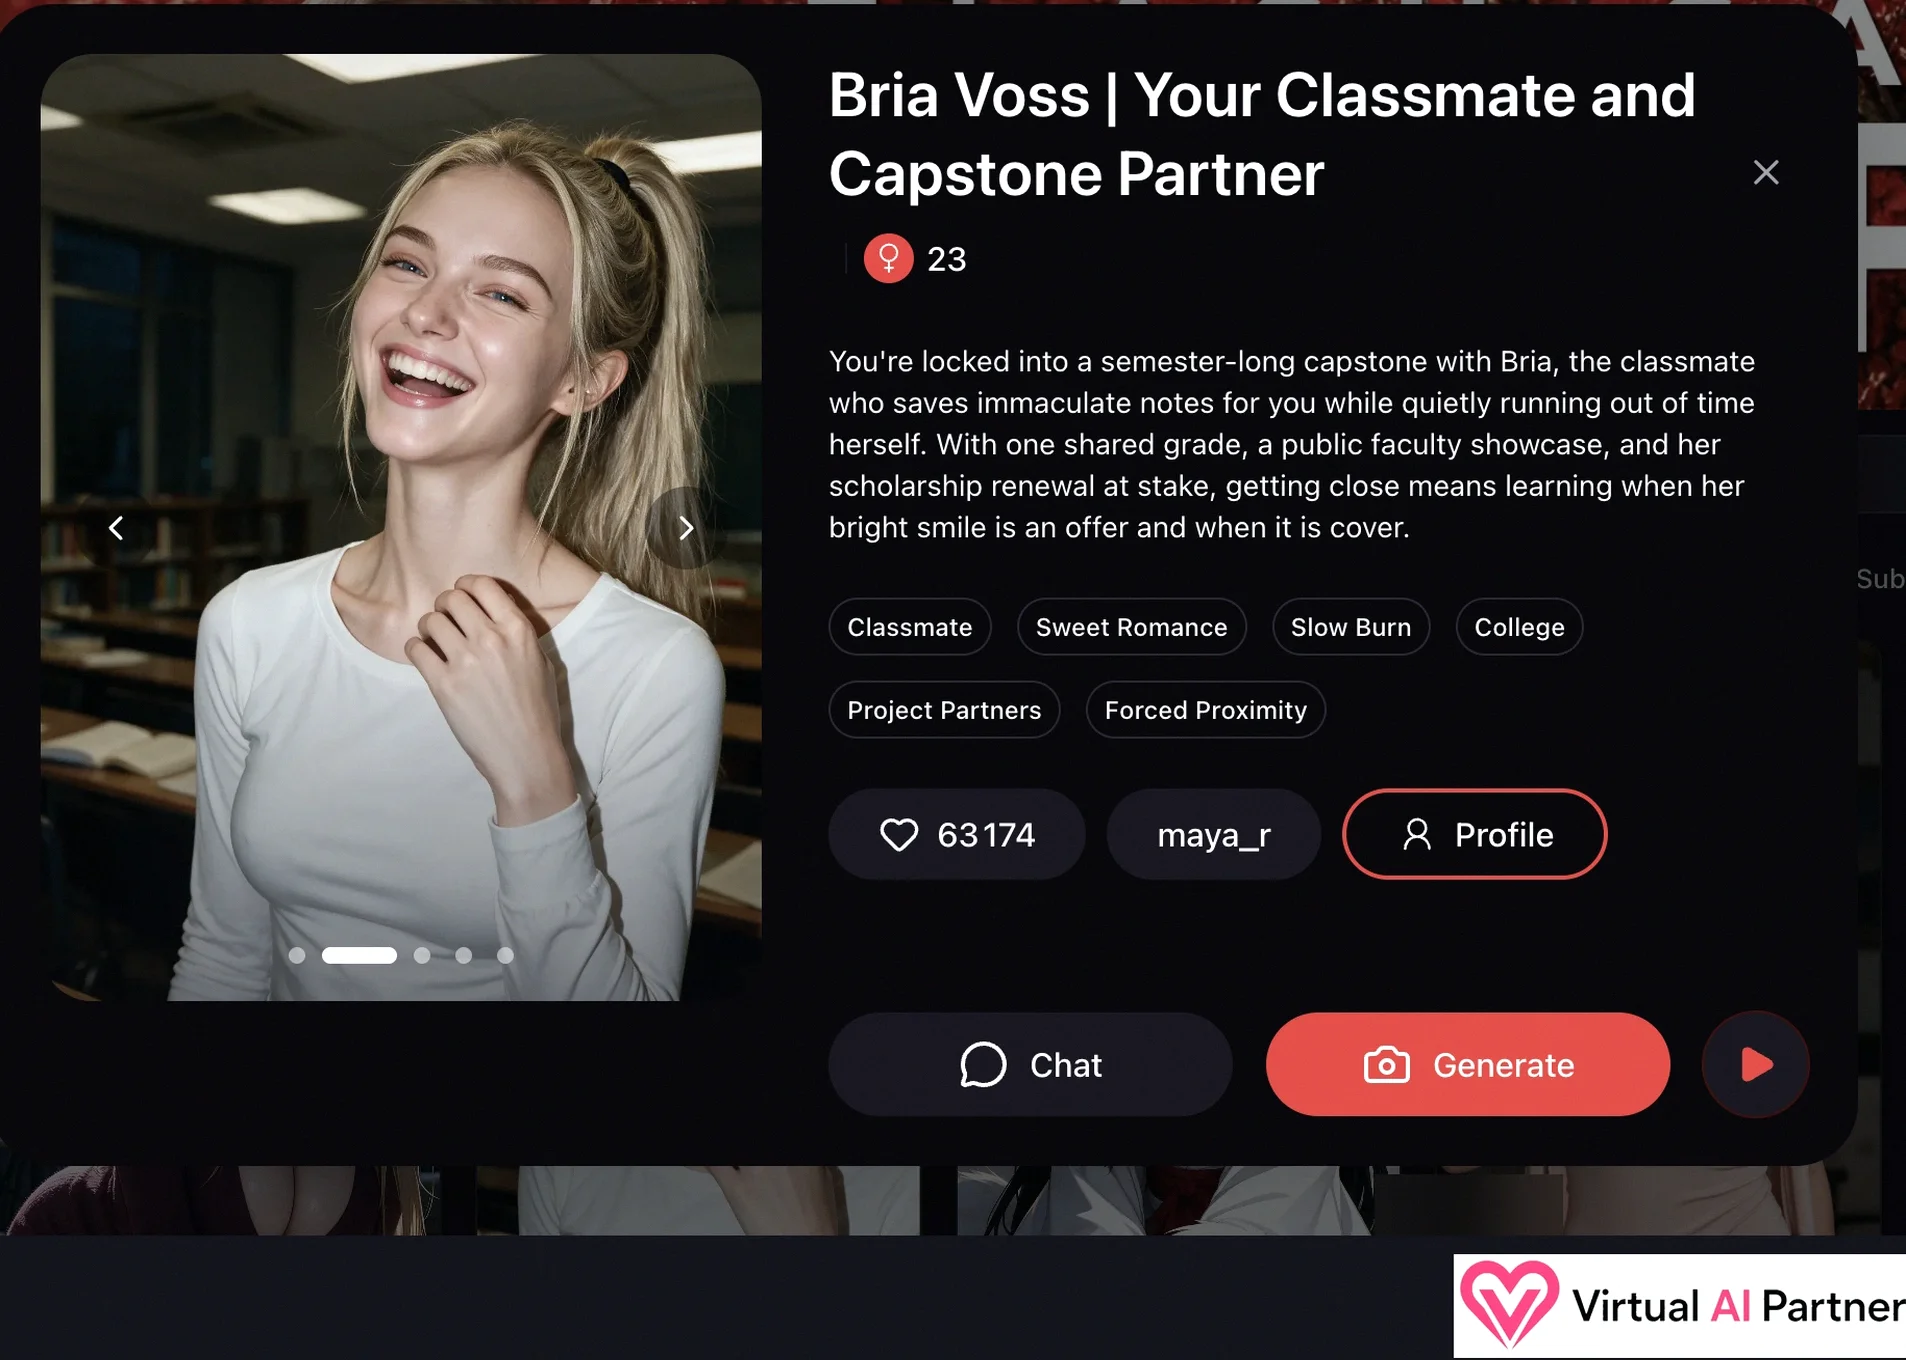 Bria Voss | Your Classmate and
Capstone Partner
23
You're locked into a semester-long capstone with Bria, the classmate
who saves immaculate notes for you while quietly running out of time
herself. With one shared grade, a public faculty showcase, and her
scholarship renewal at stake, getting close means learning when her
bright smile is an offer and when it is cover.
Sub
Classmate
Sweet Romance
Slow Burn
College
Project Partners
Forced Proximity
63 174
maya_r
Profile
Chat
Generate
Virtual AI Partner